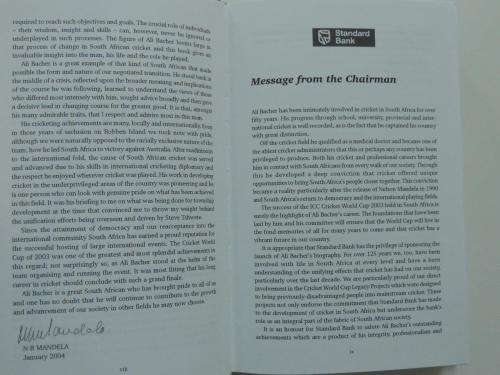 required to reach such objectives and goals. The crucial role of individuals
– their wisdom, insight and skills – can, however, never be ignored or
underplayed in such processes. The figure of Ali Bacher looms large in
that process of change in South African cricket and this book gives an
invaluable insight into the man, his life and the role he played.
Ali Bacher is a great example of that kind of South African that made
possible the form and nature of our negotiated transition. He stood bank in
the middle of a crisis, reflected upon the broader meaning and implications
of the course he was following, learned to understand the views of those
who differed most intensely with him, sought advice broadly and then gave
a decisive lead in changing course for the greater good. It is that, amongst
his many admirable traits, that I respect and admire most in this man.
His cricketing achievements are many, locally and internationally. Even
in those years of seclusion on Robben Island we took note with pride,
although we were naturally opposed to the racially exclusive nature of the
team, how he led South Africa to victory against Australia. After readmission
to the international fold, the cause of South African cricket was served
and advanced due to his skills in international cricketing diplomacy and
the respect he enjoyed wherever cricket was played. His work in developing
cricket in the underprivileged areas of the country was pioneering and he
is one person who can look with genuine pride on what has been achieved
in this field. It was his briefing to me on what was being done for township
development at the time that convinced me to throw my weight behind
the unification efforts being overseen and driven by Steve Tshwete.
Since the attainment of democracy and our reacceptance into the
international community South Africa has earned a proud reputation for
the successful hosting of large international events. The Cricket World
Cup of 2003 was one of the greatest and most splendid achievements in
this regard; not surprisingly so, as Ali Bacher stood at the helm of the
team organising and running the event. It was most fitting that his long
career in cricket should conclude with such a grand finale.
Ali Bacher is a great South African who has brought pride to all of us
and one has no doubt that he will continue to contribute to the growth
and advancement of our society in other fields he may now choose.
Mandela
N R MANDELA
January 2004
viii
Standard
Bank
Message from the Chairman
Ali Bacher has been intimately involved in cricket in South Africa for over
fifty years. His progress through school, university, provincial and inter-
national cricket is well recorded, as is the fact that he captained his country
with great distinction.
Off the cricket field he qualified as a medical doctor and became one of
the ablest cricket administrators that this or perhaps any country has been
privileged to produce. Both his cricket and professional careers brought
him in contact with South Africans from every walk of our society. Through
this he developed a deep conviction that cricket offered unique
opportunities to bring South Africa's people closer together. This conviction
became a reality particularly after the release of Nelson Mandela in 1990
and South Africa's return to democracy and the international playing fields.
The success of the ICC Cricket World Cup 2003 held in South Africa is
surely the highlight of Ali Bacher's career. The foundations that have been
laid by him and his committee will ensure that the World Cup will live in
the fond memories of all for many years to come and that cricket has a
vibrant future in our country.
It is appropriate that Standard Bank has the privilege of sponsoring the
launch of Ali Bacher's biography. For over 125 years we, too, have been
involved with life in South Africa at every level and have a keen
understanding of the unifying effects that cricket has had on our society,
particularly over the last decade. We are particularly proud of our direct
involvement in the Cricket World Cup Legacy Projects which were designed
to bring previously disadvantaged people into mainstream cricket. These
projects not only enforce the commitment that Standard Bank has made
to the development of cricket in South Africa but underscore the bank's
role as an integral part of the fabric of South African society.
It is an honour for Standard Bank to salute Ali Bacher's outstanding
achievements which are a product of his integrity, professionalism and
ix